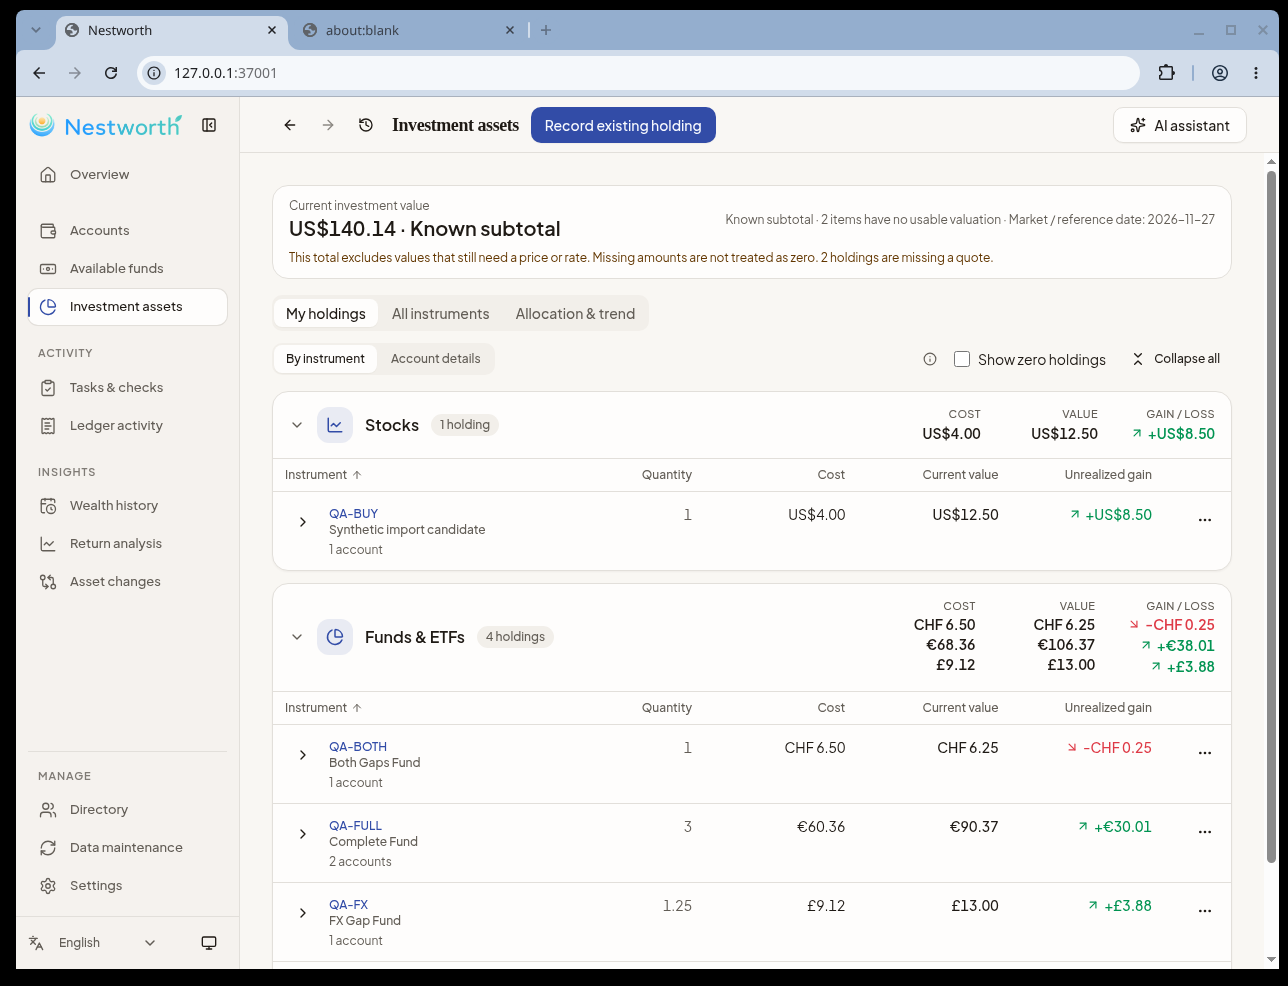 Nestworth
about:blank
127.0.0.1:37001
Nestworth
Investment assets
Record existing holding
AI assistant
Overview
Accounts
Available funds
Investment assets
ACTIVITY
Tasks & checks
Ledger activity
INSIGHTS
Wealth history
Return analysis
Asset changes
MANAGE
Directory
Data maintenance
Settings
English
Current investment value
US$140.14 · Known subtotal
Known subtotal · 2 items have no usable valuation · Market / reference date: 2026-11-27
This total excludes values that still need a price or rate. Missing amounts are not treated as zero. 2 holdings are missing a quote.
My holdings
All instruments
Allocation & trend
By instrument
Account details
Show zero holdings
Collapse all
Stocks
1 holding
COST VALUE GAIN / LOSS
US$4.00 US$12.50 +US$8.50
Instrument Quantity Cost Current value Unrealized gain
QA-BUY 1 US$4.00 US$12.50 +US$8.50
Synthetic import candidate
1 account
Funds & ETFs
4 holdings
COST VALUE GAIN / LOSS
CHF 6.50 CHF 6.25 -CHF 0.25
€68.36 €106.37 +€38.01
£9.12 £13.00 +£3.88
Instrument Quantity Cost Current value Unrealized gain
QA-BOTH 1 CHF 6.50 CHF 6.25 -CHF 0.25
Both Gaps Fund
1 account
QA-FULL 3 €60.36 €90.37 +€30.01
Complete Fund
2 accounts
QA-FX 1.25 £9.12 £13.00 +£3.88
FX Gap Fund
1 account